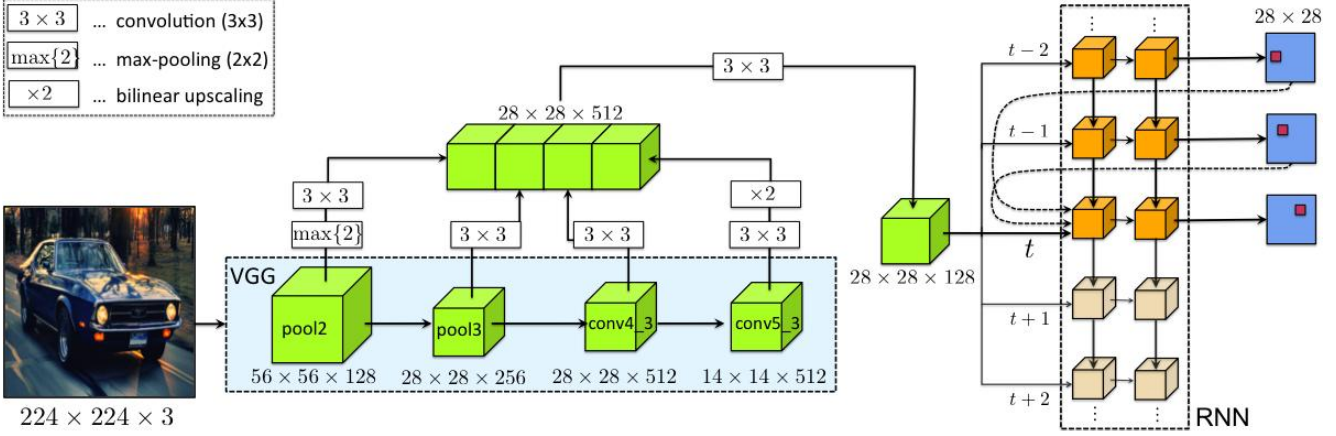 3 × 3 ... convolution (3x3)
max{2} ... max-pooling (2x2)
×2 ... bilinear upscaling
224 × 224 × 3
VGG
pool2
56 × 56 × 128
pool3
28 × 28 × 256
conv4_3
28 × 28 × 512
conv5_3
14 × 14 × 512
max{2}
3 × 3
3 × 3
3 × 3
3 × 3
×2
28 × 28 × 512
3 × 3
28 × 28 × 128
⋮ ⋮
t − 2
t − 1
t
t + 1
t + 2
⋮ ⋮
RNN
28 × 28